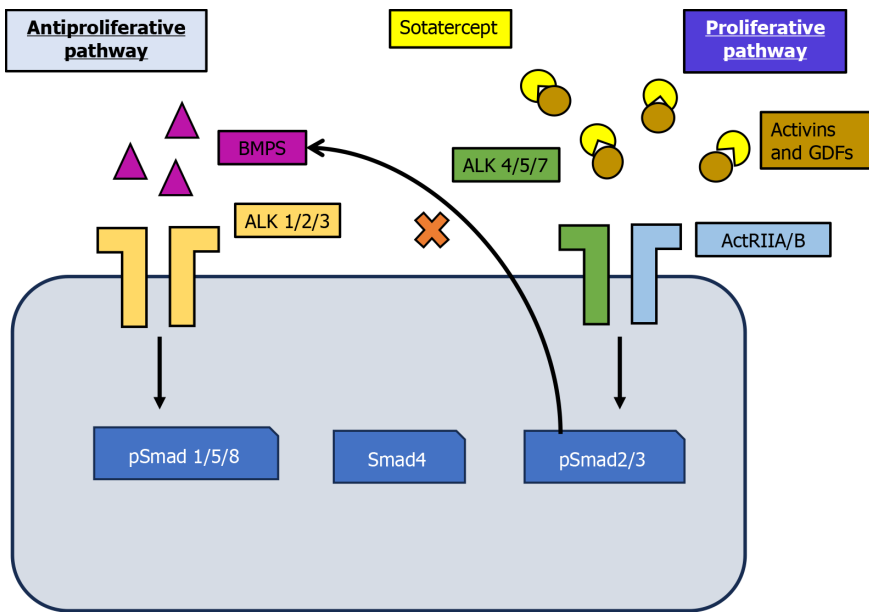 Antiproliferative
pathway
Sotatercept
Proliferative
pathway
BMPS
ALK 4/5/7
Activins
and GDFs
ALK 1/2/3
ActRIIA/B
pSmad 1/5/8
Smad4
pSmad2/3